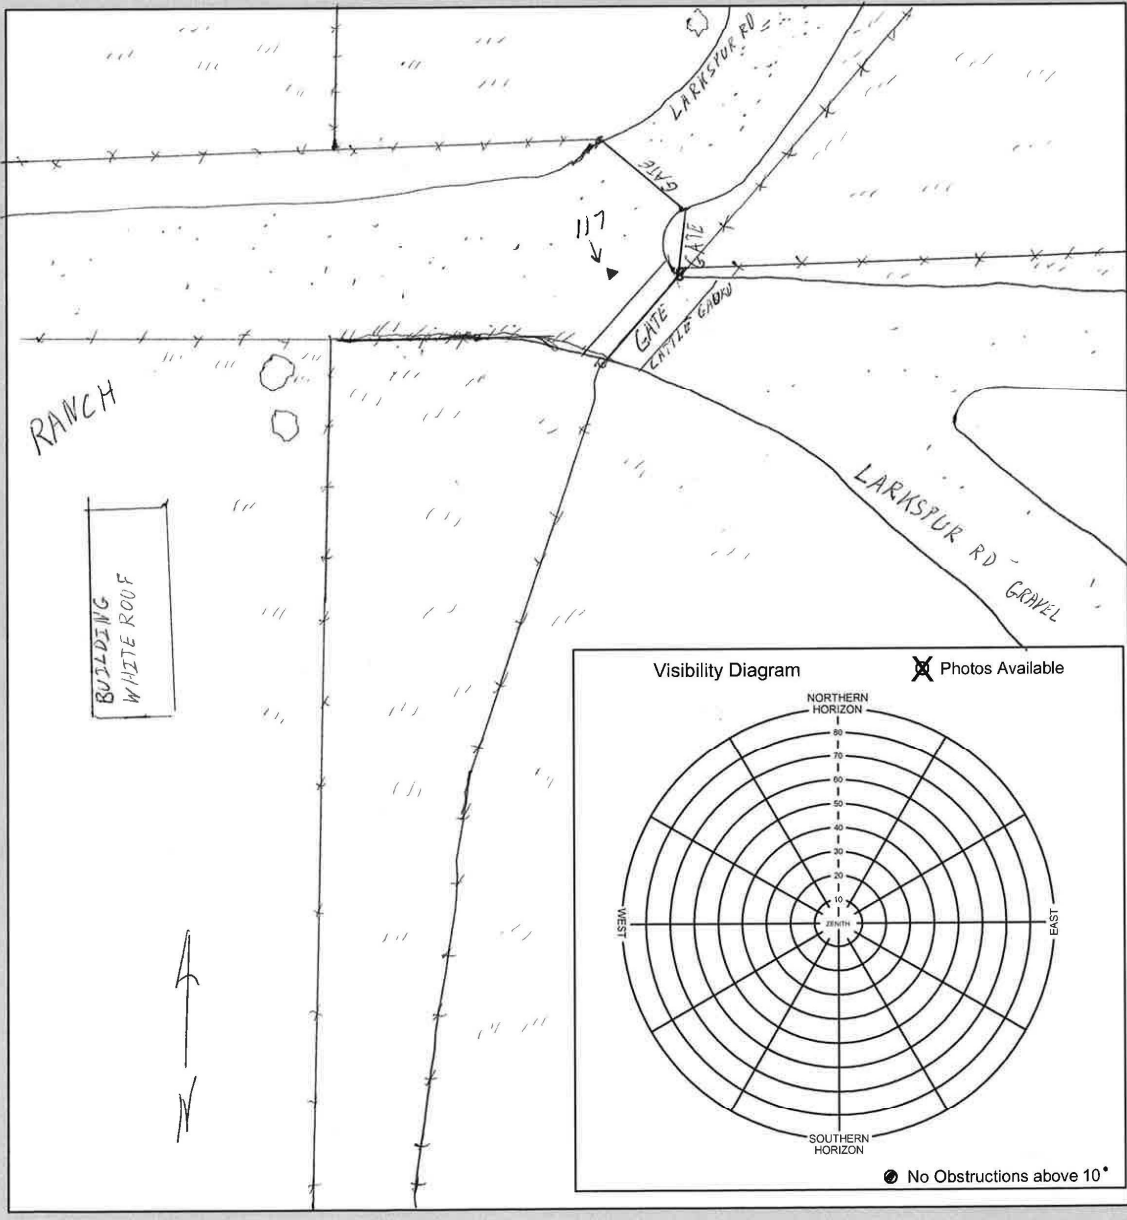 LARKSPUR RD
GATE
117
GATE
GATE
CATTLE GAURD
RANCH
LARKSPUR RD - GRAVEL
BUILDING
WHITE ROOF
N
Visibility Diagram
Photos Available
NORTHERN
HORIZON
80
70
60
50
40
30
20
10
ZENITH
WEST
EAST
SOUTHERN
HORIZON
No Obstructions above 10°